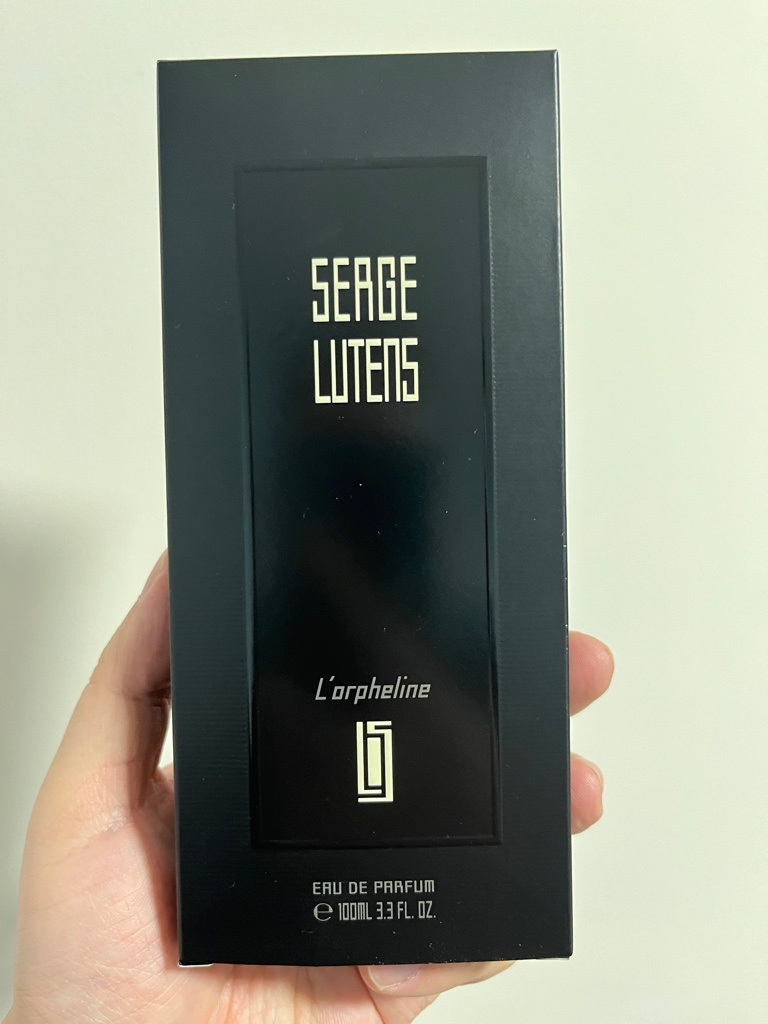 SERGE
LUTENS
L'orpheline
EAU DE PARFUM
℮ 100ML 3.3 FL. OZ.